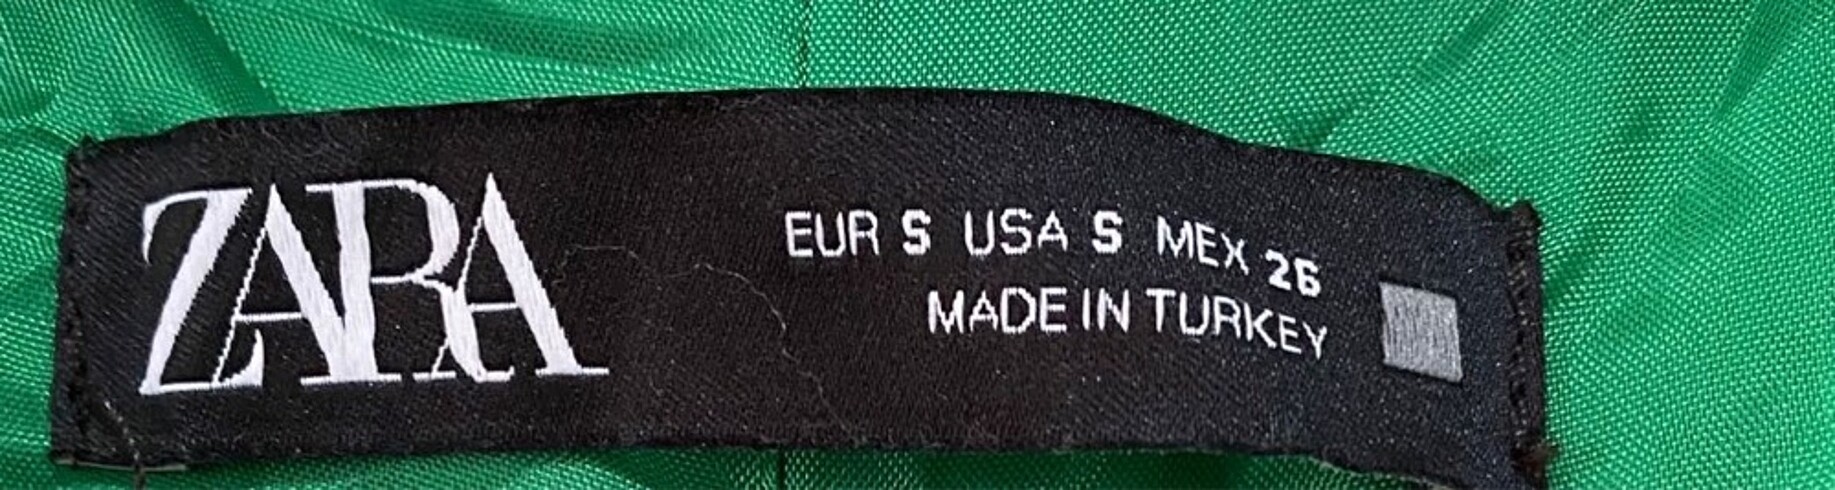 ZARA
EUR S USA S MEX 26
MADE IN TURKEY